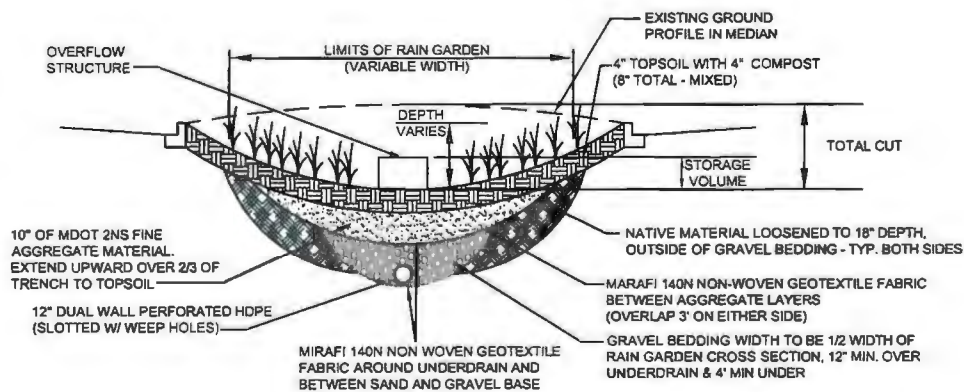 EXISTING GROUND
PROFILE IN MEDIAN
OVERFLOW
STRUCTURE
LIMITS OF RAIN GARDEN
(VARIABLE WIDTH)
4" TOPSOIL WITH 4" COMPOST
(8" TOTAL - MIXED)
DEPTH
VARIES
TOTAL CUT
STORAGE
VOLUME
10" OF MDOT 2NS FINE
AGGREGATE MATERIAL.
EXTEND UPWARD OVER 2/3 OF
TRENCH TO TOPSOIL
NATIVE MATERIAL LOOSENED TO 18" DEPTH,
OUTSIDE OF GRAVEL BEDDING - TYP. BOTH SIDES
12" DUAL WALL PERFORATED HDPE
(SLOTTED W/ WEEP HOLES)
MARAFI 140N NON-WOVEN GEOTEXTILE FABRIC
BETWEEN AGGREGATE LAYERS
(OVERLAP 3' ON EITHER SIDE)
MIRAFI 140N NON WOVEN GEOTEXTILE
FABRIC AROUND UNDERDRAIN AND
BETWEEN SAND AND GRAVEL BASE
GRAVEL BEDDING WIDTH TO BE 1/2 WIDTH OF
RAIN GARDEN CROSS SECTION, 12" MIN. OVER
UNDERDRAIN & 4' MIN UNDER